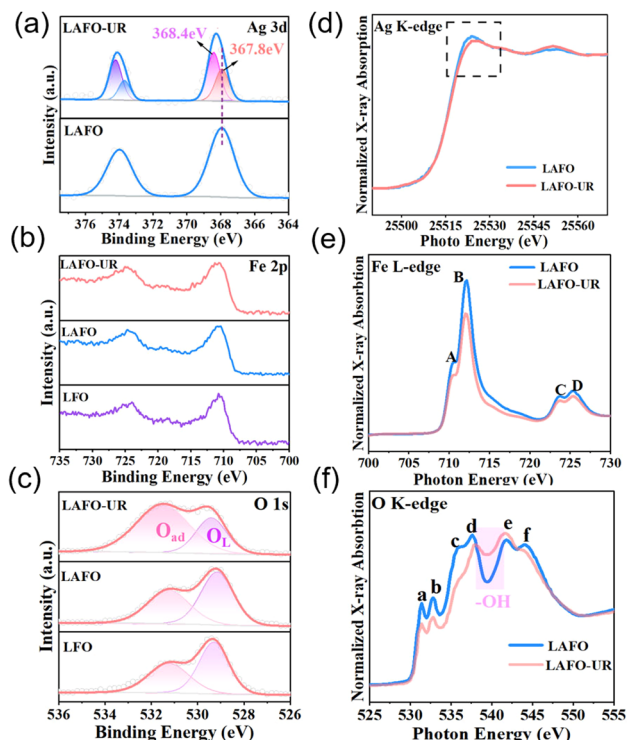 (a)
LAFO-UR
Ag 3d
368.4eV
367.8eV
LAFO
Intensity (a.u.)
376 374 372 370 368 366 364
Binding Energy (eV)
(b)
Fe 2p
LAFO-UR
LAFO
LFO
Intensity (a.u.)
735 725 720 715 710 705 700
Binding Energy (eV)
(c)
O 1s
LAFO-UR
Oad
OL
LAFO
LFO
Intensity (a.u.)
536 533 531 529 528 526
Binding Energy (eV)
(d)
Ag K-edge
LAFO
LAFO-UR
Normalized X-ray Absorption
25500 25515 25530 25545 25560
Photo Energy (eV)
(e)
Fe L-edge
B
A
C D
LAFO
LAFO-UR
Normalized X-ray Absorbtion
700 705 710 715 720 725 730
Photon Energy (eV)
(f)
O K-edge
a b c d e f
-OH
LAFO
LAFO-UR
Normalized X-ray Absorbtion
525 530 535 540 545 550 555
Photon Energy (eV)